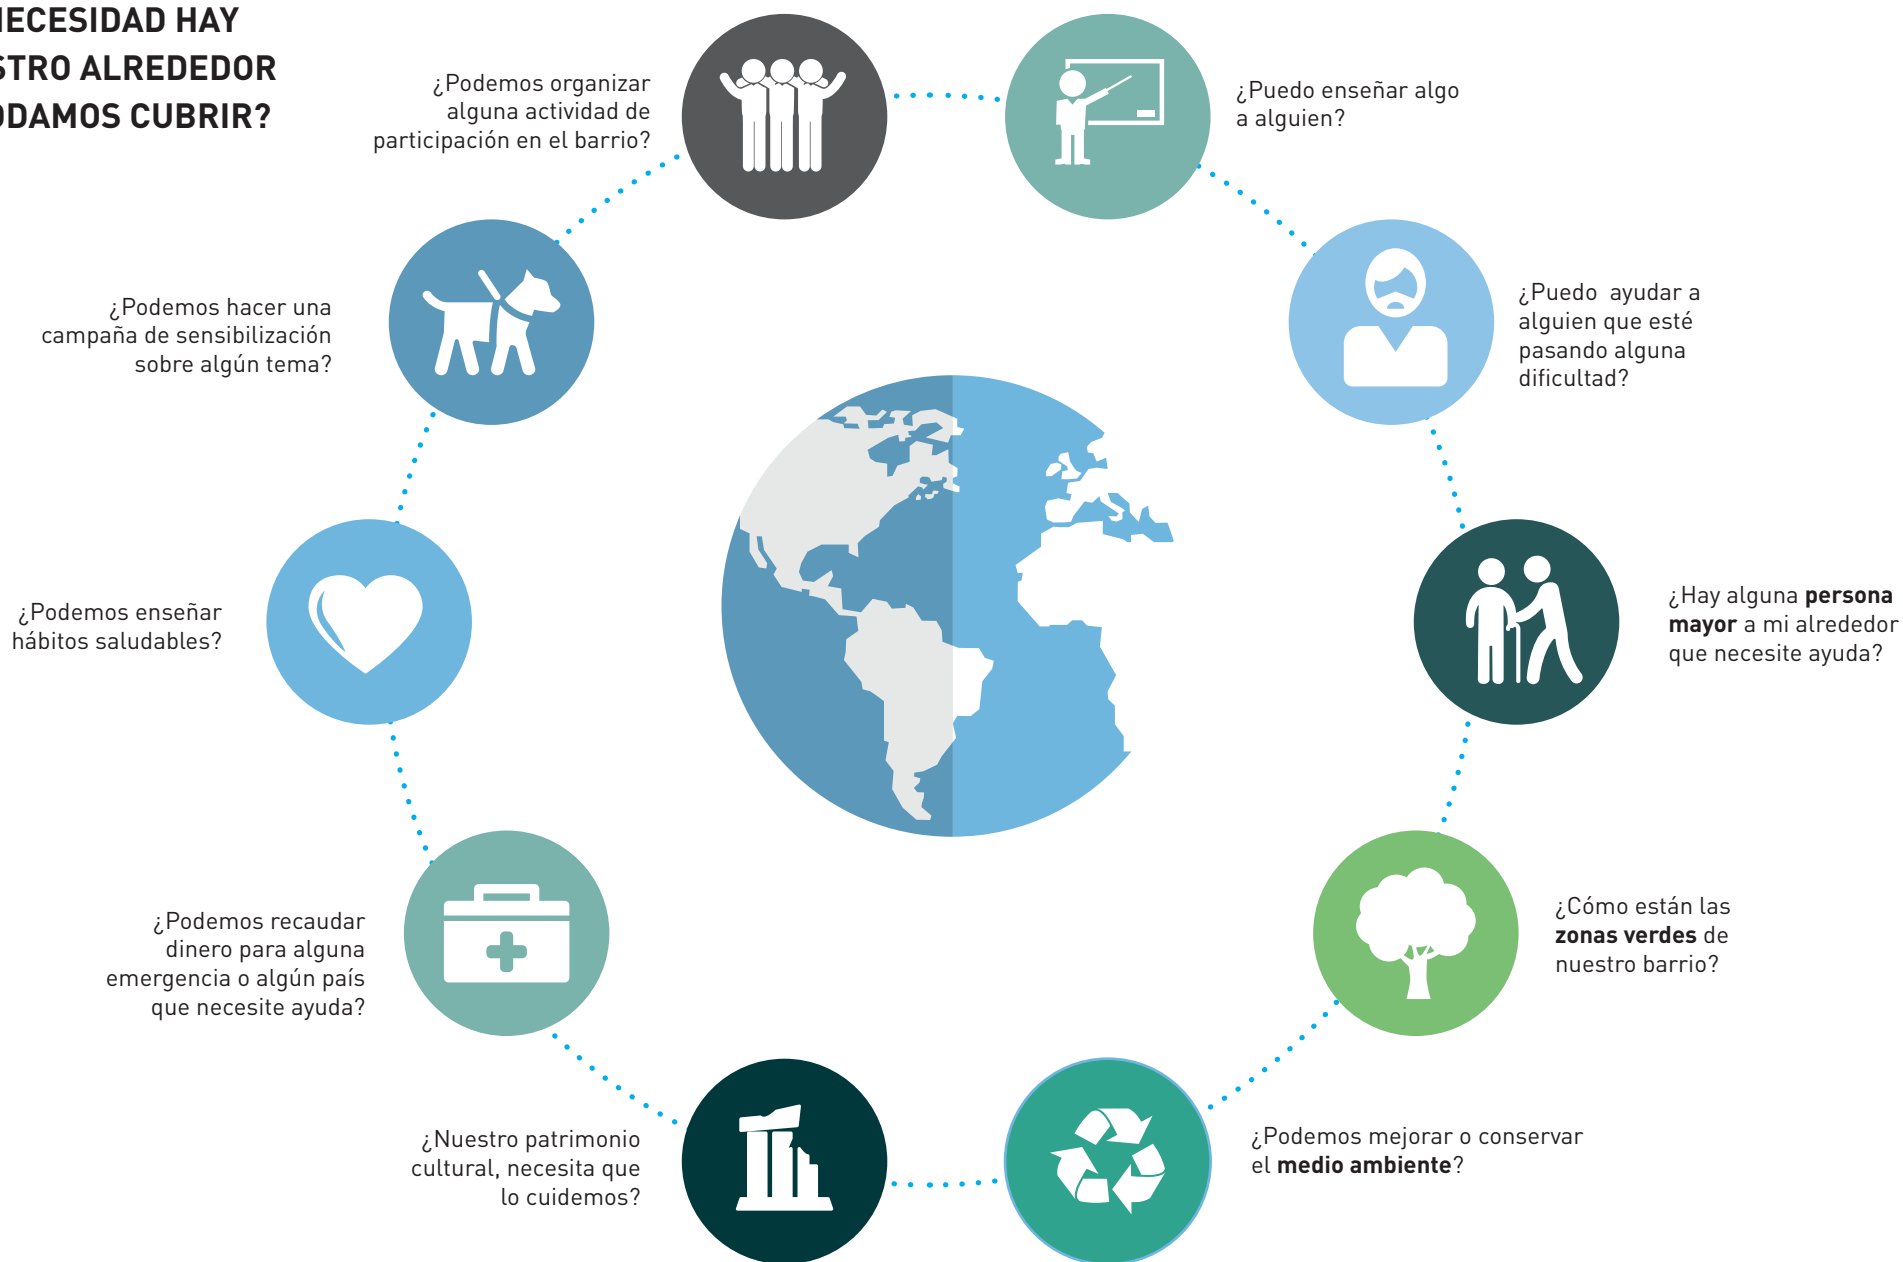 NECESIDAD HAY
STRO ALREDEDOR
ODAMOS CUBRIR?
¿Podemos organizar
alguna actividad de
participación en el barrio?
¿Puedo enseñar algo
a alguien?
¿Puedo ayudar a
alguien que esté
pasando alguna
dificultad?
¿Hay alguna persona
mayor a mi alrededor
que necesite ayuda?
¿Cómo están las
zonas verdes de
nuestro barrio?
¿Podemos mejorar o conservar
el medio ambiente?
¿Nuestro patrimonio
cultural, necesita que
lo cuidemos?
¿Podemos recaudar
dinero para alguna
emergencia o algún país
que necesite ayuda?
¿Podemos enseñar
hábitos saludables?
¿Podemos hacer una
campaña de sensibilización
sobre algún tema?